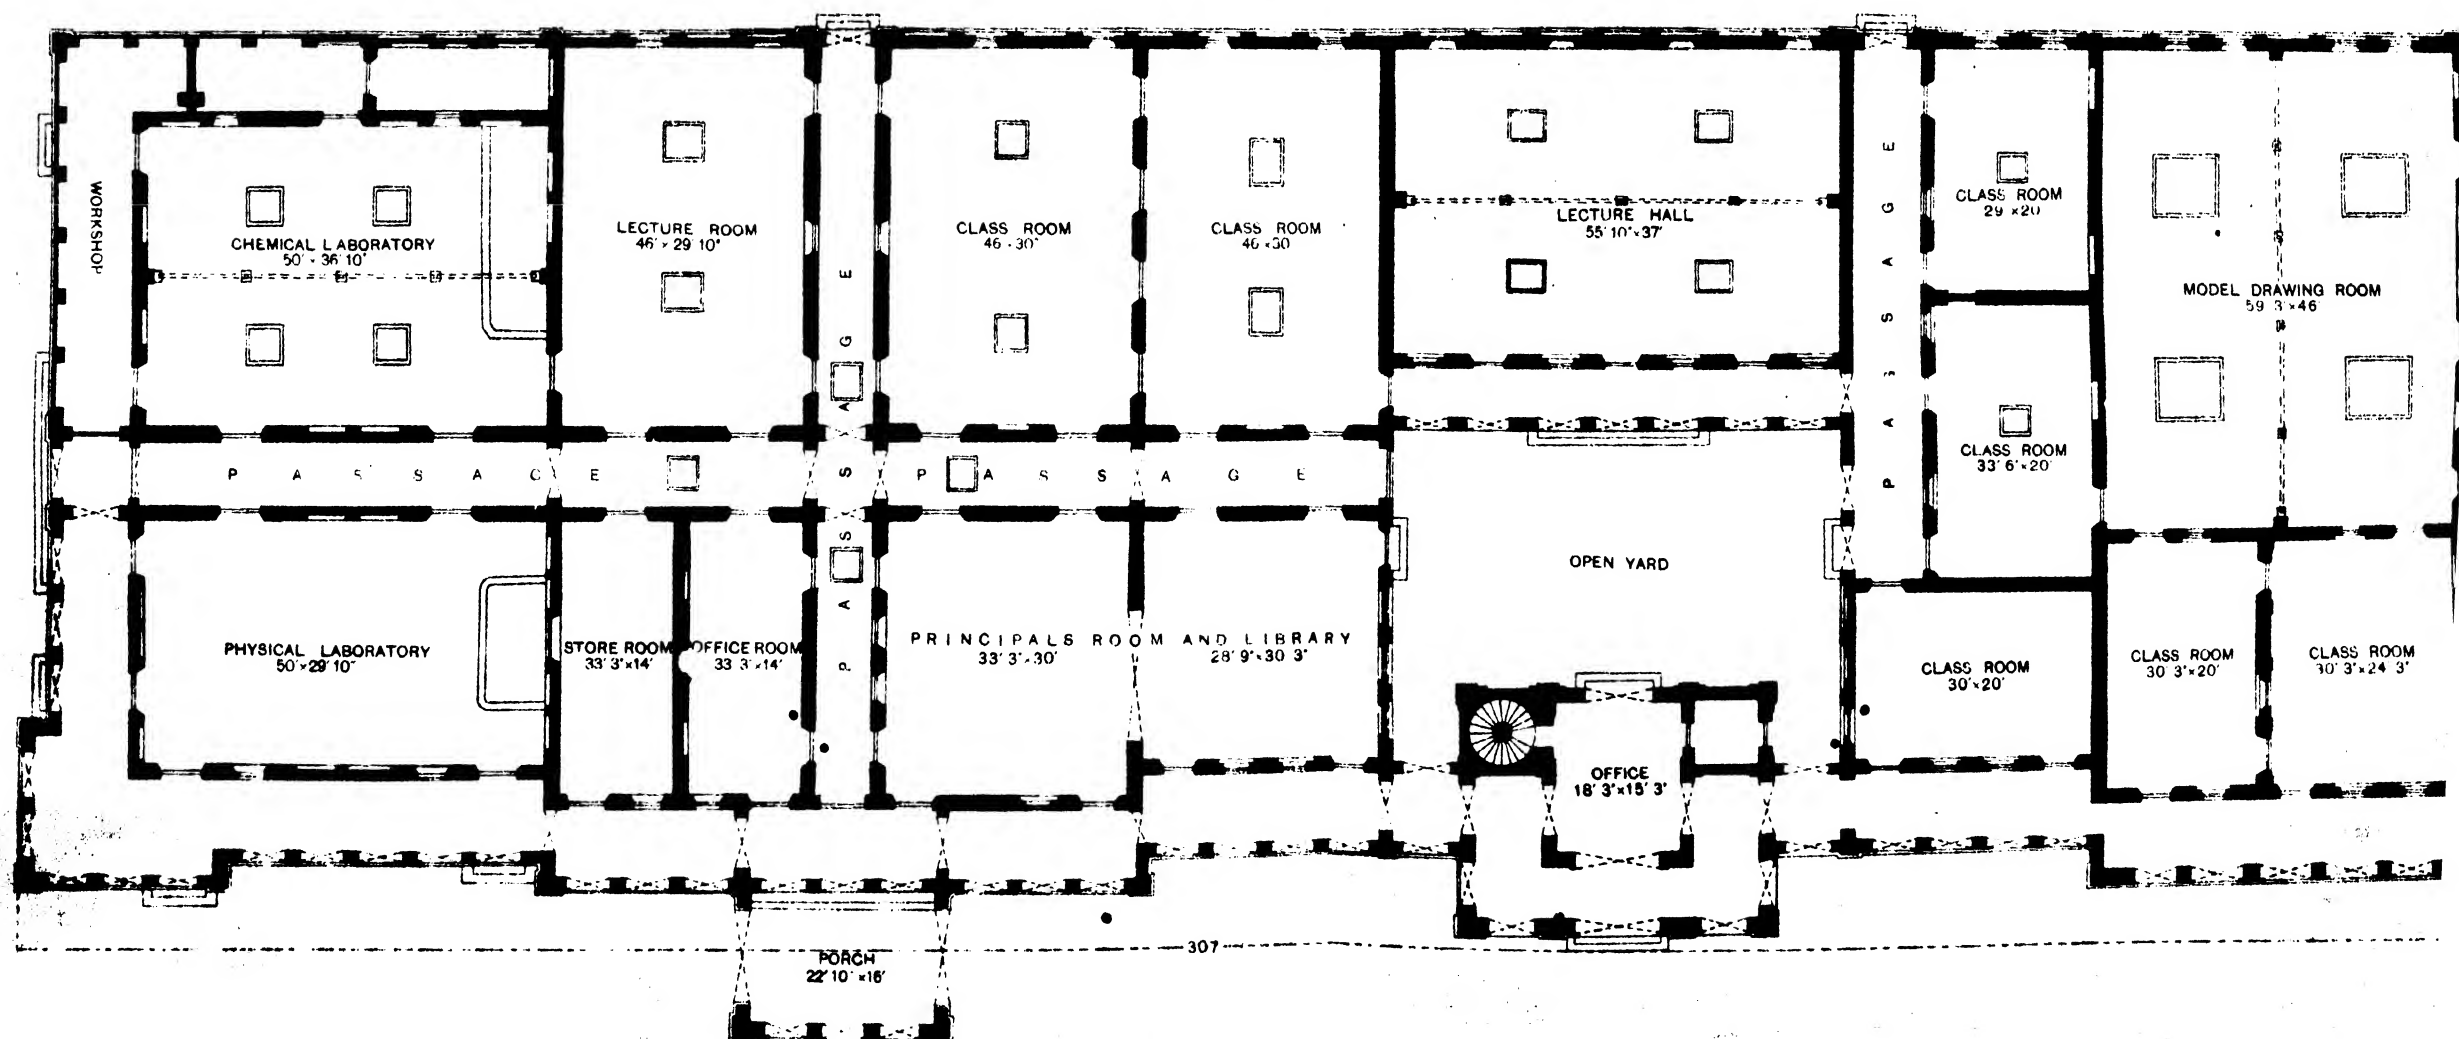 WORKSHOP
CHEMICAL LABORATORY
50' × 36' 10"
LECTURE ROOM
46' × 29' 10"
CLASS ROOM
46 × 30'
CLASS ROOM
46 × 30
LECTURE HALL
55' 10" × 37'
CLASS ROOM
29 × 20
MODEL DRAWING ROOM
59 3" × 46
CLASS ROOM
33' 6" × 20'
PASSAGE
PASSAGE
PASSAGE
PASSAGE
OPEN YARD
PHYSICAL LABORATORY
50' × 29' 10"
STORE ROOM
33' 3" × 14'
OFFICE ROOM
33 3" × 14'
PRINCIPALS ROOM AND LIBRARY
33' 3" × 30'
28' 9" × 30 3"
CLASS ROOM
30' × 20'
CLASS ROOM
30' 3" × 20'
CLASS ROOM
30' 3" × 24 3"
OFFICE
18' 3" × 15' 3"
307
PORCH
22' 10" × 16'